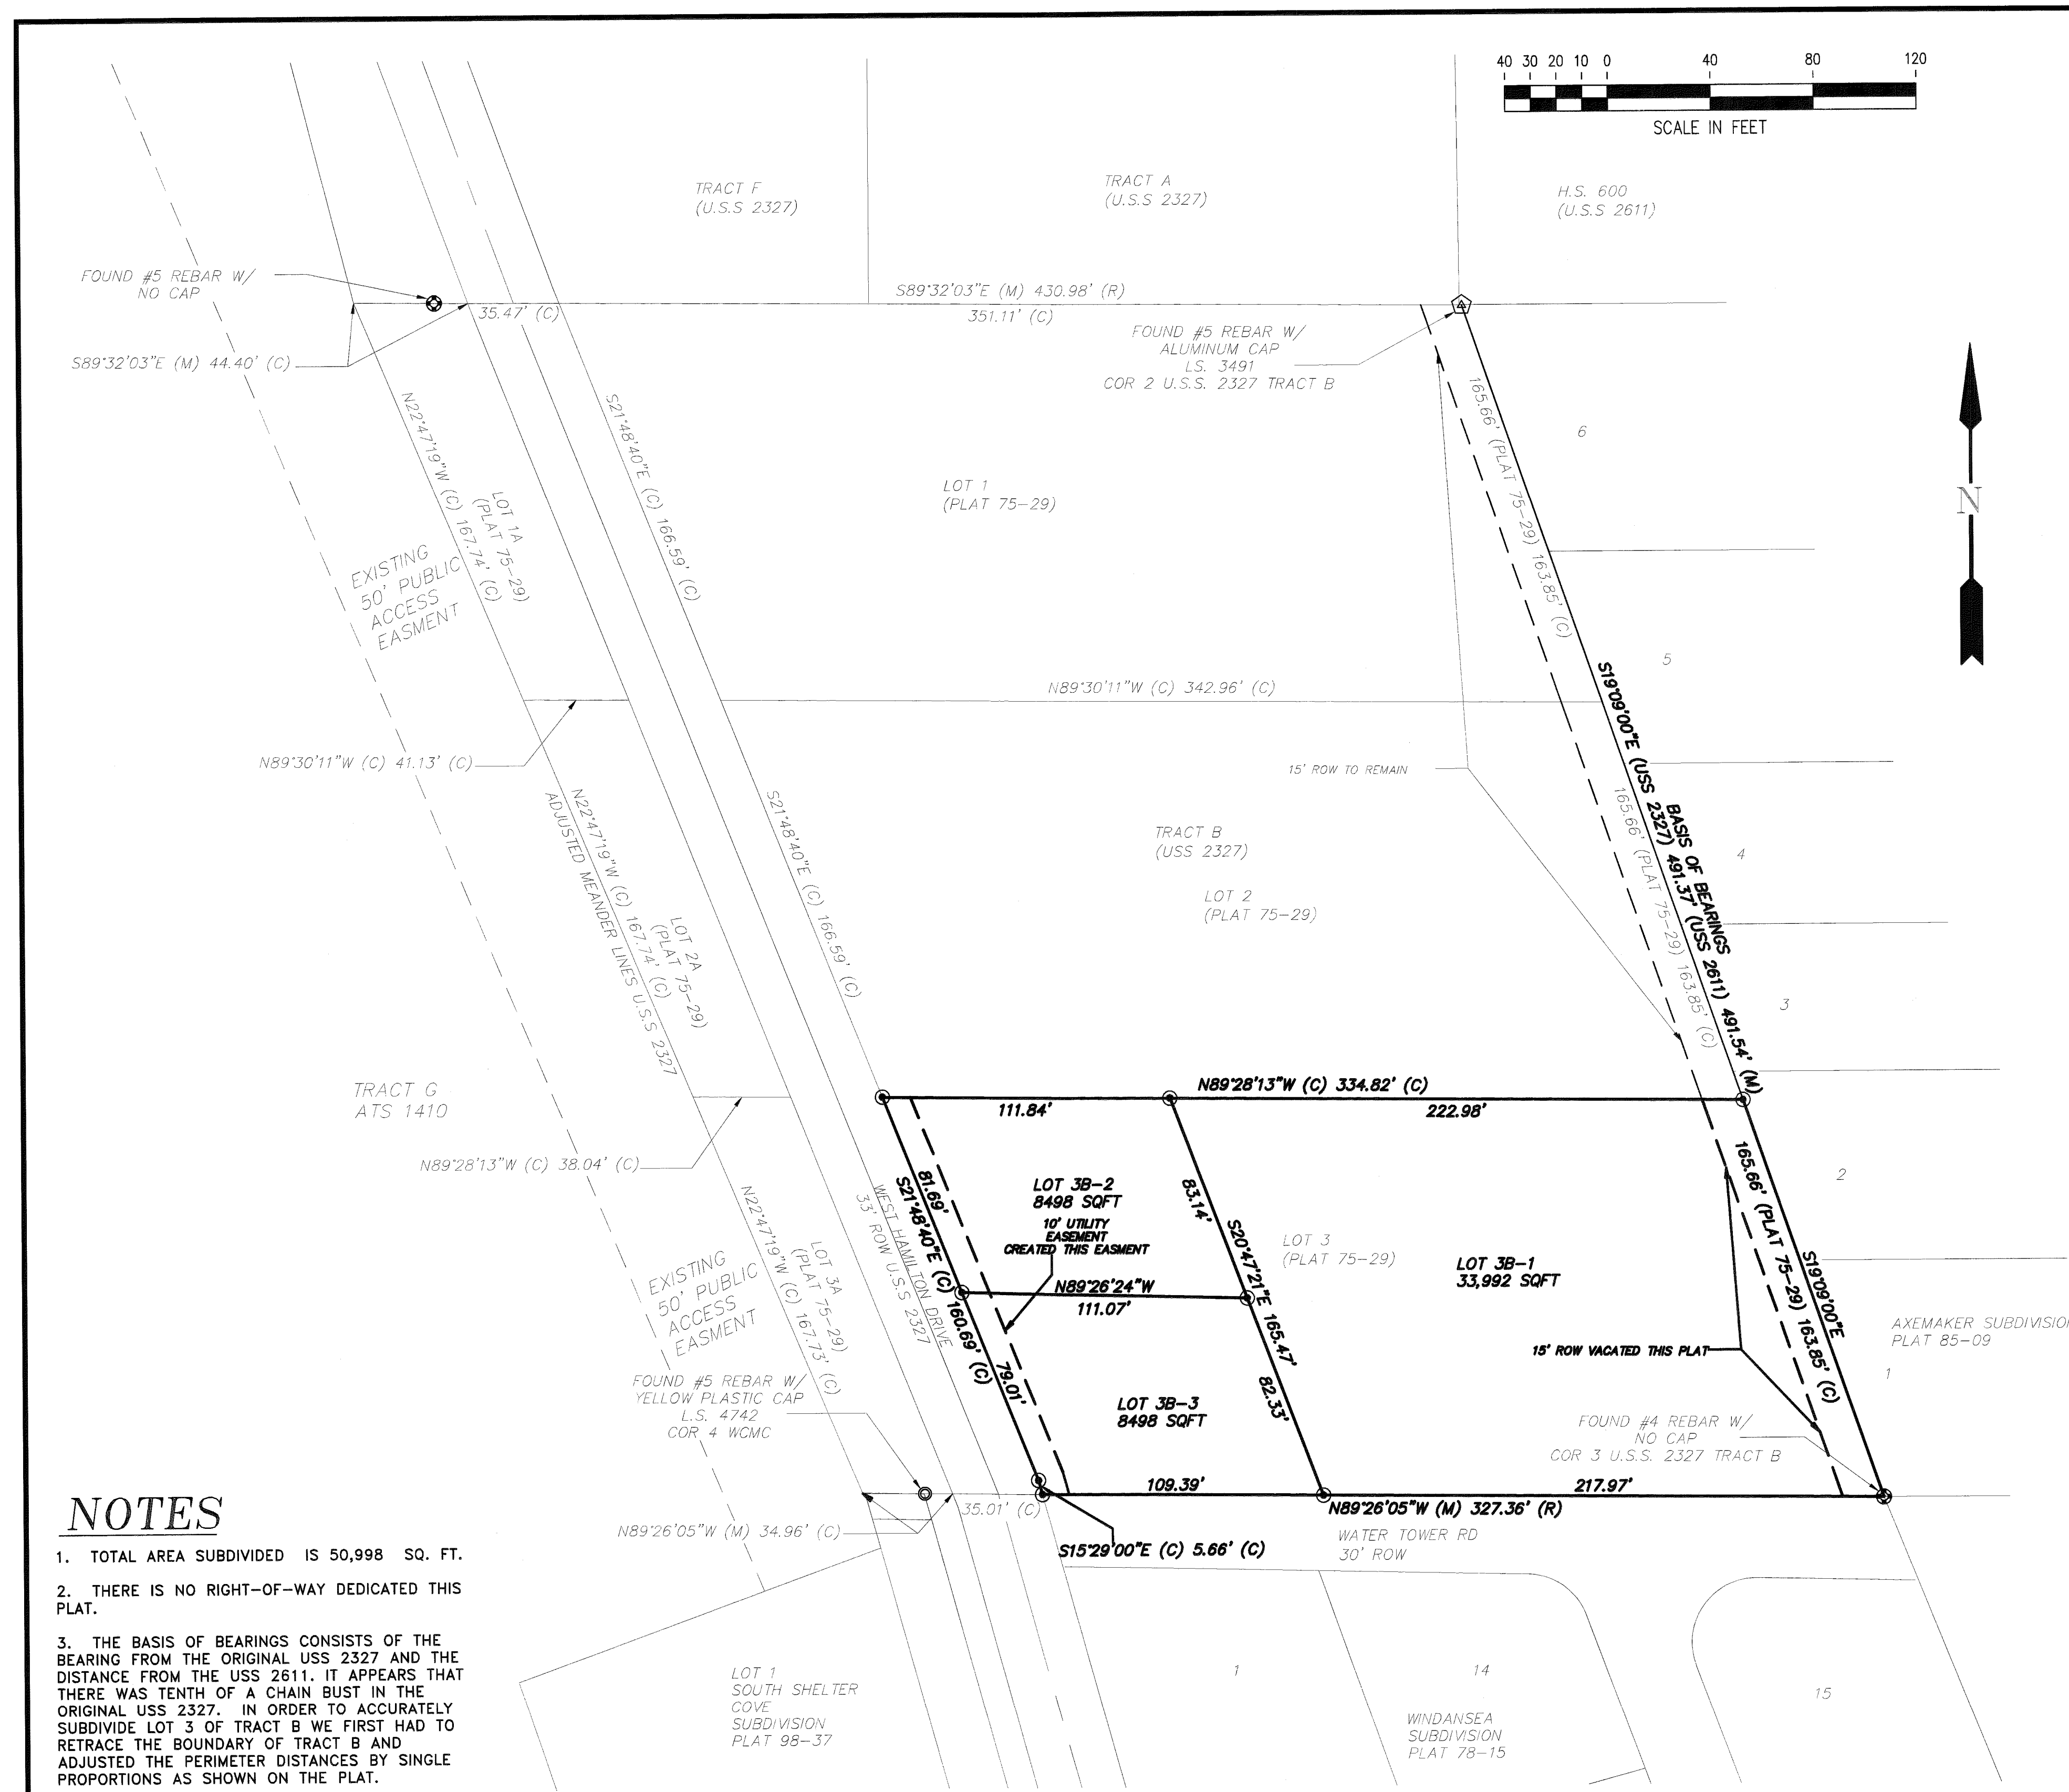 40 30 20 10 0 40 80 120
SCALE IN FEET
TRACT F
(U.S.S 2327)
TRACT A
(U.S.S 2327)
H.S. 600
(U.S.S 2611)
FOUND #5 REBAR W/
NO CAP
S89°32'03"E (M) 430.98' (R)
35.47' (C)
351.11' (C)
S89°32'03"E (M) 44.40' (C)
FOUND #5 REBAR W/
ALUMINUM CAP
LS. 3491
COR 2 U.S.S. 2327 TRACT B
N
N22°47'19"W (C) 167.74' (C)
LOT 1A
(PLAT 75-29)
S21°48'40"E (C) 166.59' (C)
LOT 1
(PLAT 75-29)
165.66' (PLAT 75-29) 163.85' (C)
6
5
EXISTING
50' PUBLIC
ACCESS
EASMENT
N89°30'11"W (C) 342.96' (C)
N89°30'11"W (C) 41.13' (C)
15' ROW TO REMAIN
S19°09'00"E (USS 2327) 491.37' (USS 2611) 491.54' (M)
BASIS OF BEARINGS
165.66' (PLAT 75-29) 163.85' (C)
4
3
N22°47'19"W (C) 167.74' (C)
ADJUSTED MEANDER LINES U.S.S 2327
LOT 2A
(PLAT 75-29)
S21°48'40"E (C) 166.59' (C)
TRACT B
(USS 2327)
LOT 2
(PLAT 75-29)
TRACT G
ATS 1410
N89°28'13"W (C) 38.04' (C)
N89°28'13"W (C) 334.82' (C)
111.84'
222.98'
2
1
LOT 3B-2
8498 SQFT
10' UTILITY
EASEMENT
CREATED THIS EASMENT
81.69'
S21°48'40"E (C) 160.69' (C)
79.01'
83.14'
S20°47'21"E 165.47'
82.33'
N89°26'24"W
111.07'
LOT 3
(PLAT 75-29)
LOT 3B-1
33,992 SQFT
165.66' (PLAT 75-29) 163.85' (C)
S19°09'00"E
AXEMAKER SUBDIVISION
PLAT 85-09
15' ROW VACATED THIS PLAT
LOT 3B-3
8498 SQFT
WEST HAMILTON DRIVE
33' ROW U.S.S 2327
N22°47'19"W (C) 167.73' (C)
LOT 3A
(PLAT 75-29)
EXISTING
50' PUBLIC
ACCESS
EASMENT
FOUND #5 REBAR W/
YELLOW PLASTIC CAP
L.S. 4742
COR 4 WCMC
FOUND #4 REBAR W/
NO CAP
COR 3 U.S.S. 2327 TRACT B
35.01' (C)
109.39'
217.97'
N89°26'05"W (M) 34.96' (C)
N89°26'05"W (M) 327.36' (R)
S15°29'00"E (C) 5.66' (C)
WATER TOWER RD
30' ROW
LOT 1
SOUTH SHELTER
COVE
SUBDIVISION
PLAT 98-37
1
14
15
WINDANSEA
SUBDIVISION
PLAT 78-15
NOTES
1. TOTAL AREA SUBDIVIDED IS 50,998 SQ. FT.
2. THERE IS NO RIGHT-OF-WAY DEDICATED THIS
PLAT.
3. THE BASIS OF BEARINGS CONSISTS OF THE
BEARING FROM THE ORIGINAL USS 2327 AND THE
DISTANCE FROM THE USS 2611. IT APPEARS THAT
THERE WAS TENTH OF A CHAIN BUST IN THE
ORIGINAL USS 2327. IN ORDER TO ACCURATELY
SUBDIVIDE LOT 3 OF TRACT B WE FIRST HAD TO
RETRACE THE BOUNDARY OF TRACT B AND
ADJUSTED THE PERIMETER DISTANCES BY SINGLE
PROPORTIONS AS SHOWN ON THE PLAT.